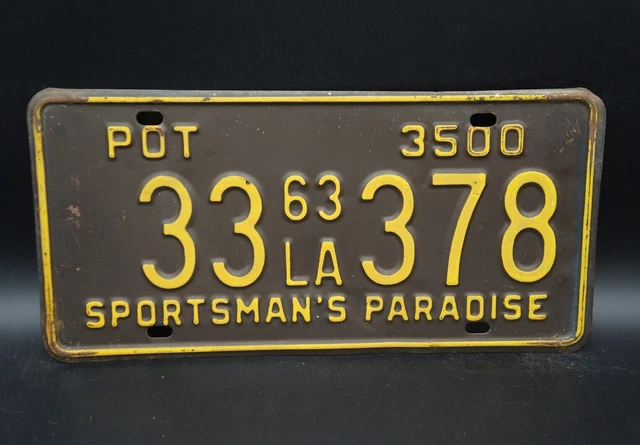 POT 3500
33 63 LA 378
SPORTSMAN'S PARADISE